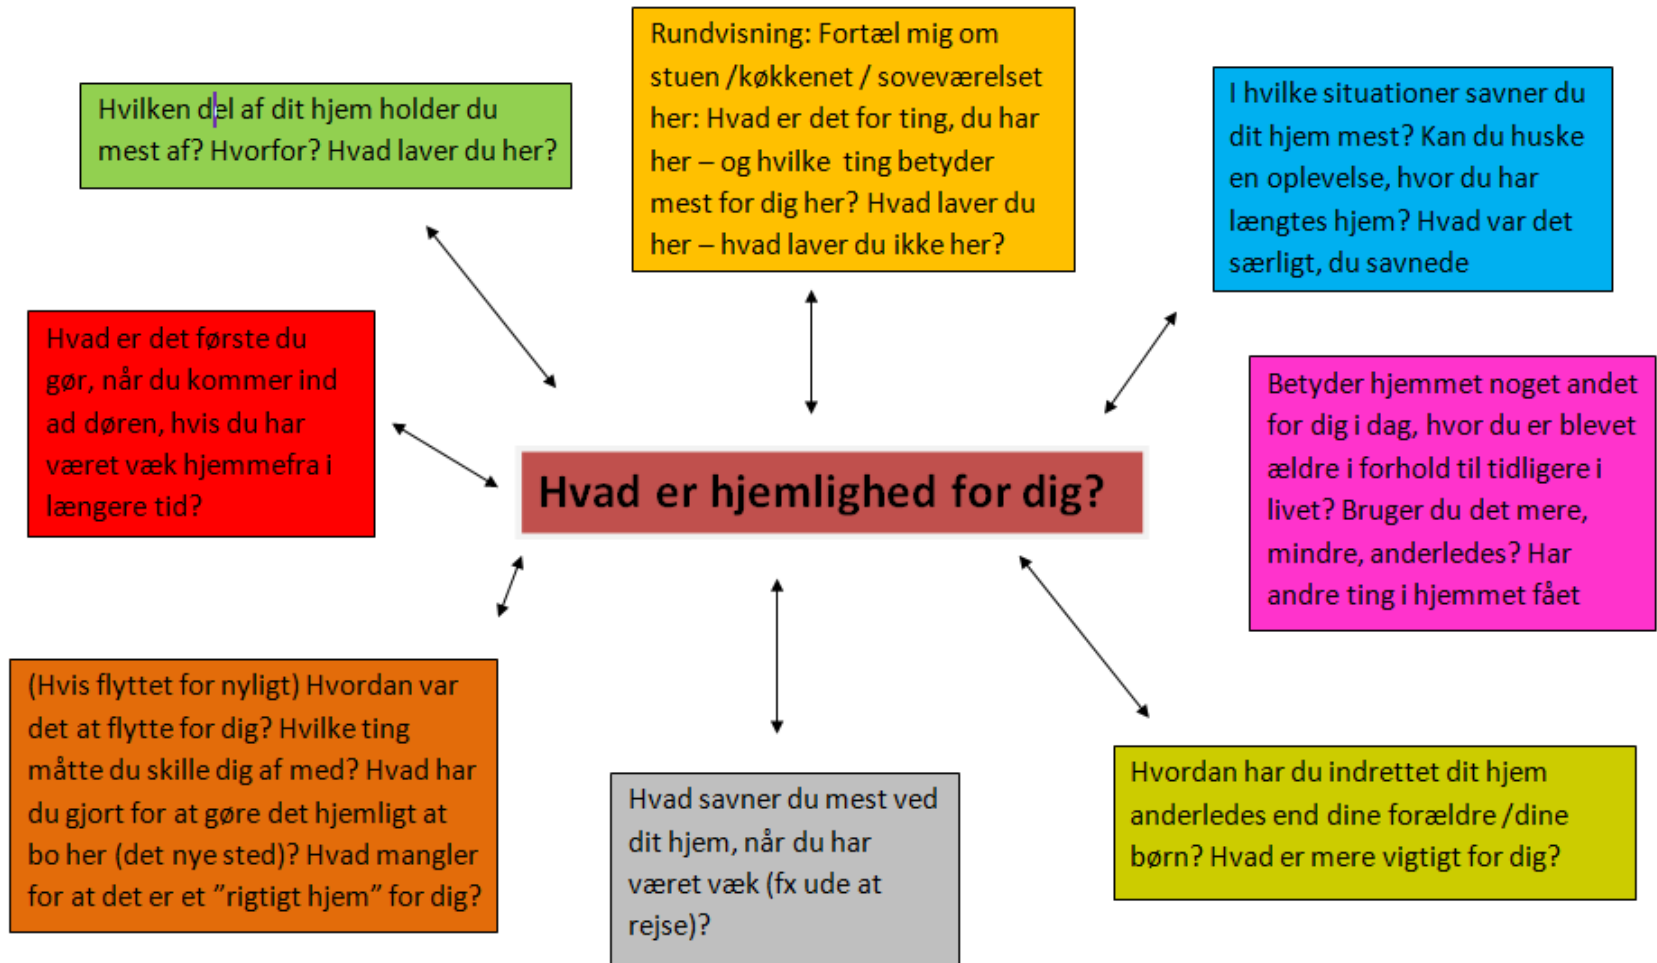 Rundvisning: Fortæl mig om
stuen /køkkenet / soveværelset
her: Hvad er det for ting, du har
her – og hvilke ting betyder
mest for dig her? Hvad laver du
her – hvad laver du ikke her?
Hvilken del af dit hjem holder du
mest af? Hvorfor? Hvad laver du her?
I hvilke situationer savner du
dit hjem mest? Kan du huske
en oplevelse, hvor du har
længtes hjem? Hvad var det
særligt, du savnede
Hvad er det første du
gør, når du kommer ind
ad døren, hvis du har
været væk hjemmefra i
længere tid?
Betyder hjemmet noget andet
for dig i dag, hvor du er blevet
ældre i forhold til tidligere i
livet? Bruger du det mere,
mindre, anderledes? Har
andre ting i hjemmet fået
Hvad er hjemlighed for dig?
(Hvis flyttet for nyligt) Hvordan var
det at flytte for dig? Hvilke ting
måtte du skille dig af med? Hvad har
du gjort for at gøre det hjemligt at
bo her (det nye sted)? Hvad mangler
for at det er et ”rigtigt hjem” for dig?
Hvad savner du mest ved
dit hjem, når du har
været væk (fx ude at
rejse)?
Hvordan har du indrettet dit hjem
anderledes end dine forældre /dine
børn? Hvad er mere vigtigt for dig?